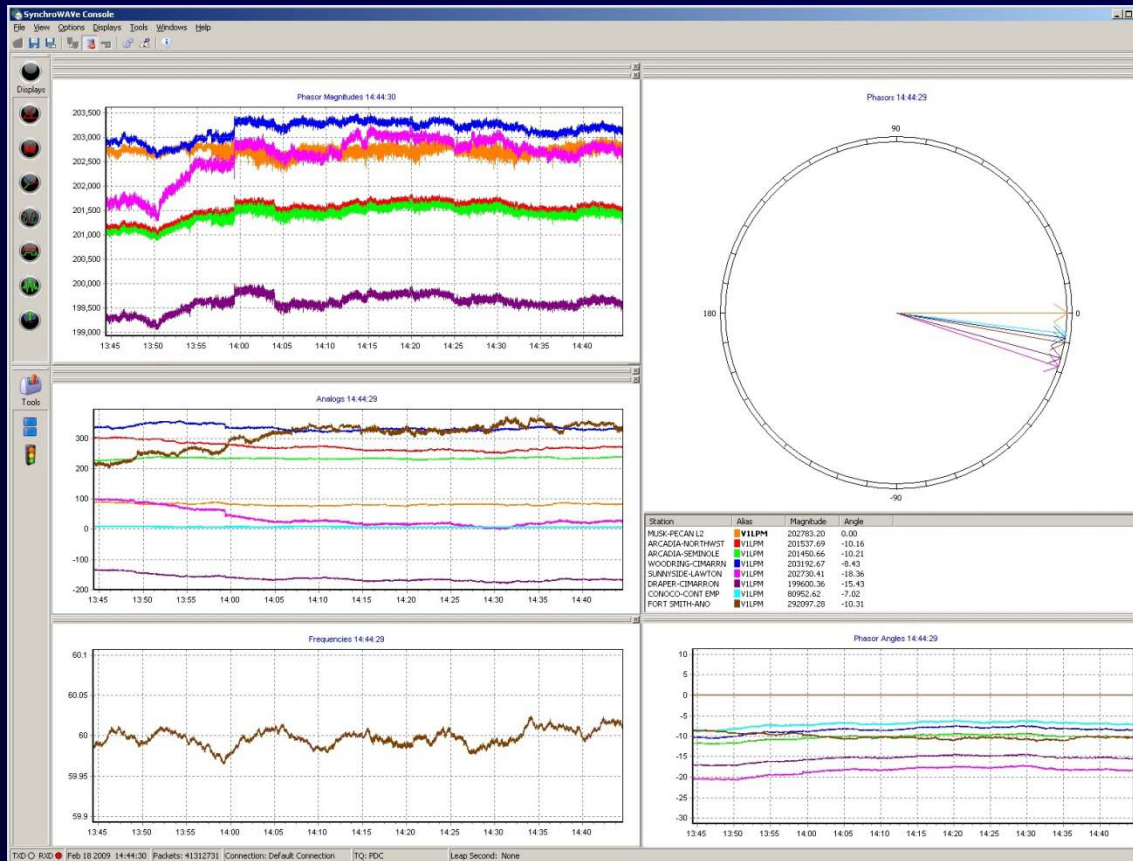 SynchroWAVe Console
File View Options Displays Tools Windows Help
Displays
Tools
Phasor Magnitudes 14:44:30
203,500
203,000
202,500
202,000
201,500
201,000
200,500
200,000
199,500
199,000
13:45 13:50 13:55 14:00 14:05 14:10 14:15 14:20 14:25 14:30 14:35 14:40
Analogs 14:44:29
300
200
100
0
-100
-200
13:45 13:50 13:55 14:00 14:05 14:10 14:15 14:20 14:25 14:30 14:35 14:40
Frequencies 14:44:29
60.1
60.05
60
59.95
59.9
13:45 13:50 13:55 14:00 14:05 14:10 14:15 14:20 14:25 14:30 14:35 14:40
Phasors 14:44:29
90
180
0
-90
Station Alias Magnitude Angle
MUSK-PECAN L2 V1LPM 202783.20 0.00
ARCADIA-NORTHWST V1LPM 201537.69 -10.16
ARCADIA-SEMINOLE V1LPM 201450.66 -10.21
WOODRING-CIMARRN V1LPM 203192.67 -8.43
SUNNYSIDE-LAWTON V1LPM 202730.41 -18.36
DRAPER-CIMARRON V1LPM 199600.36 -15.43
CONOCO-CONT EMP V1LPM 80952.62 -7.02
FORT SMITH-ANO V1LPM 292097.28 -10.31
Phasor Angles 14:44:29
10
5
0
-5
-10
-15
-20
-25
-30
13:45 13:50 13:55 14:00 14:05 14:10 14:15 14:20 14:25 14:30 14:35 14:40
TXD RXD Feb 18 2009 14:44:30 Packets: 41312731 Connection: Default Connection TQ: PDC Leap Second: None